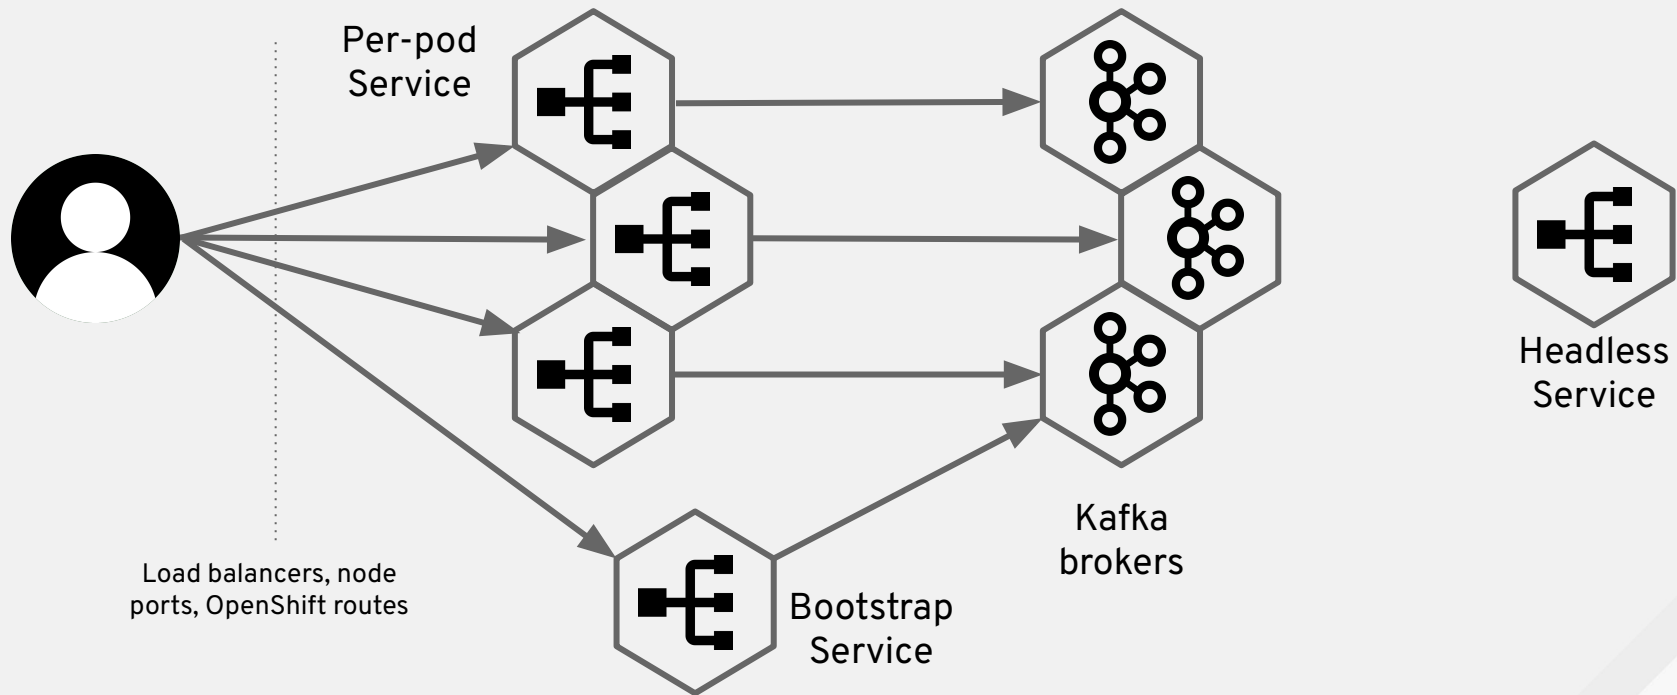 Per-pod
Service
Headless
Service
Kafka
brokers
Load balancers, node
ports, OpenShift routes
Bootstrap
Service